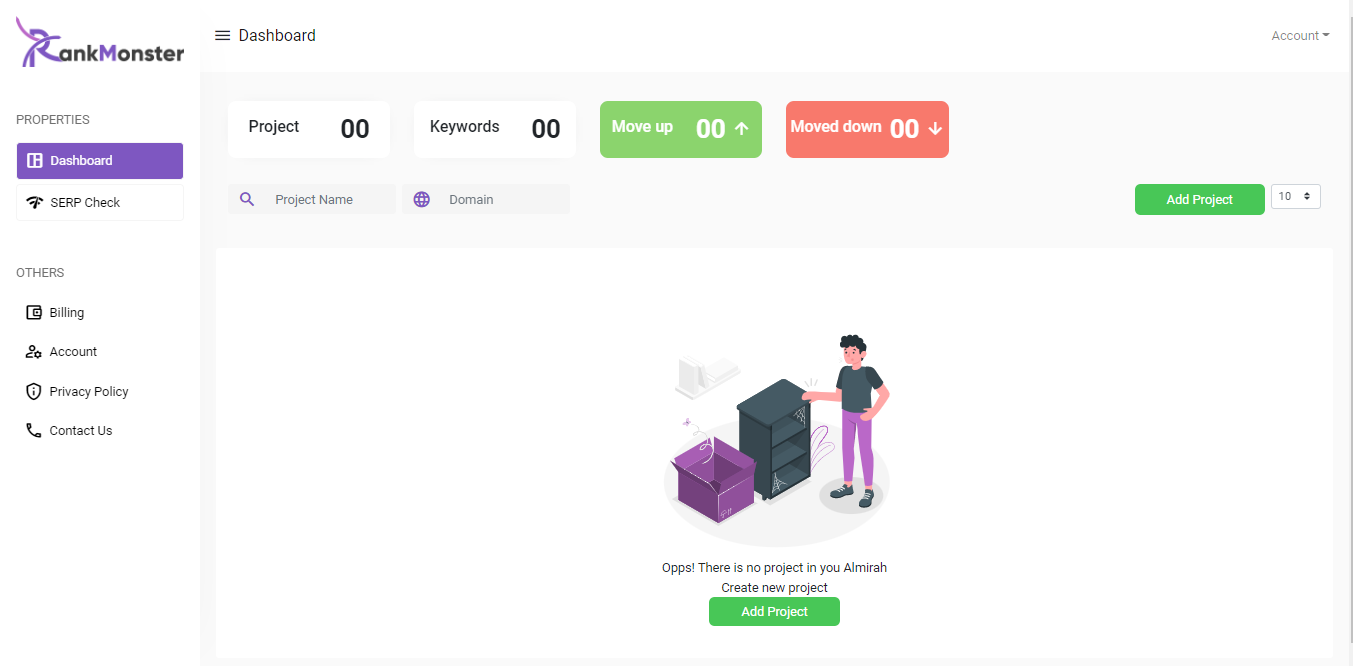 RankMonster
Dashboard
Account
PROPERTIES
Dashboard
SERP Check
OTHERS
Billing
Account
Privacy Policy
Contact Us
Project 00
Keywords 00
Move up 00
Moved down 00
Project Name
Domain
Add Project
10
Opps! There is no project in you Almirah
Create new project
Add Project